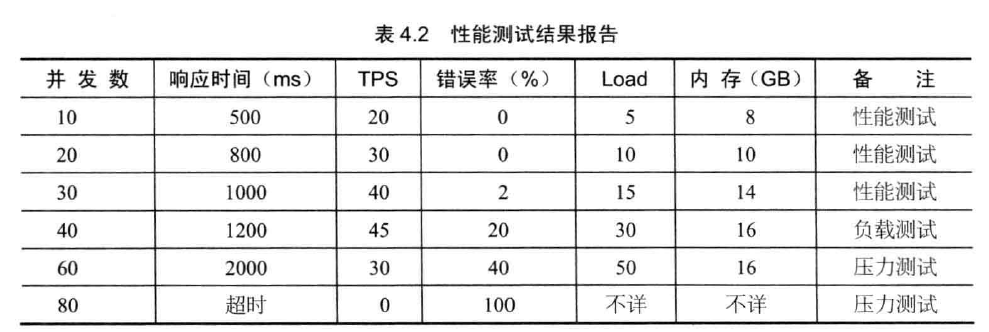 表 4.2 性能测试结果报告
并发数 响应时间（ms） TPS 错误率（%） Load 内存（GB） 备注
10 500 20 0 5 8 性能测试
20 800 30 0 10 10 性能测试
30 1000 40 2 15 14 性能测试
40 1200 45 20 30 16 负载测试
60 2000 30 40 50 16 压力测试
80 超时 0 100 不详 不详 压力测试